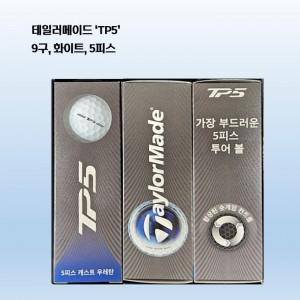 테일러메이드 ‘TP5’
9구, 화이트, 5피스
TP5
5피스 캐스트 우레탄
TaylorMade
TP5
가장 부드러운
5피스
투어 볼